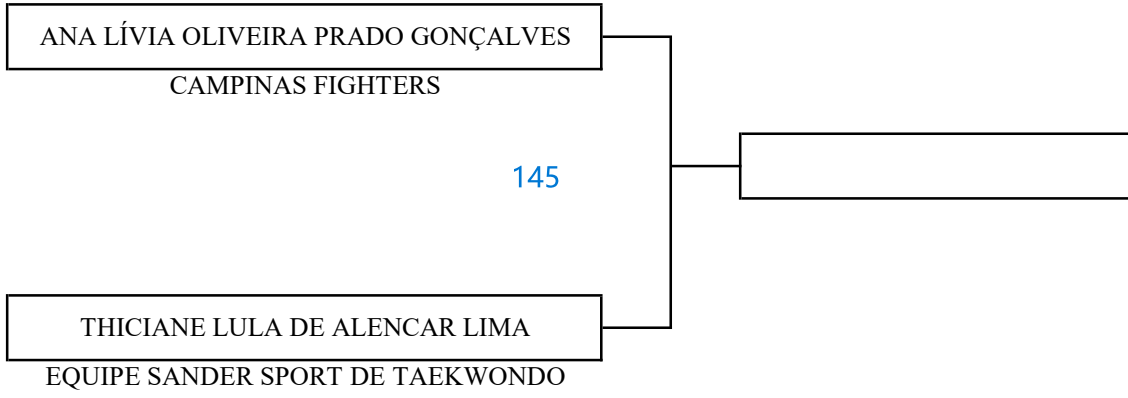 ANA LÍVIA OLIVEIRA PRADO GONÇALVES
CAMPINAS FIGHTERS
145
THICIANE LULA DE ALENCAR LIMA
EQUIPE SANDER SPORT DE TAEKWONDO